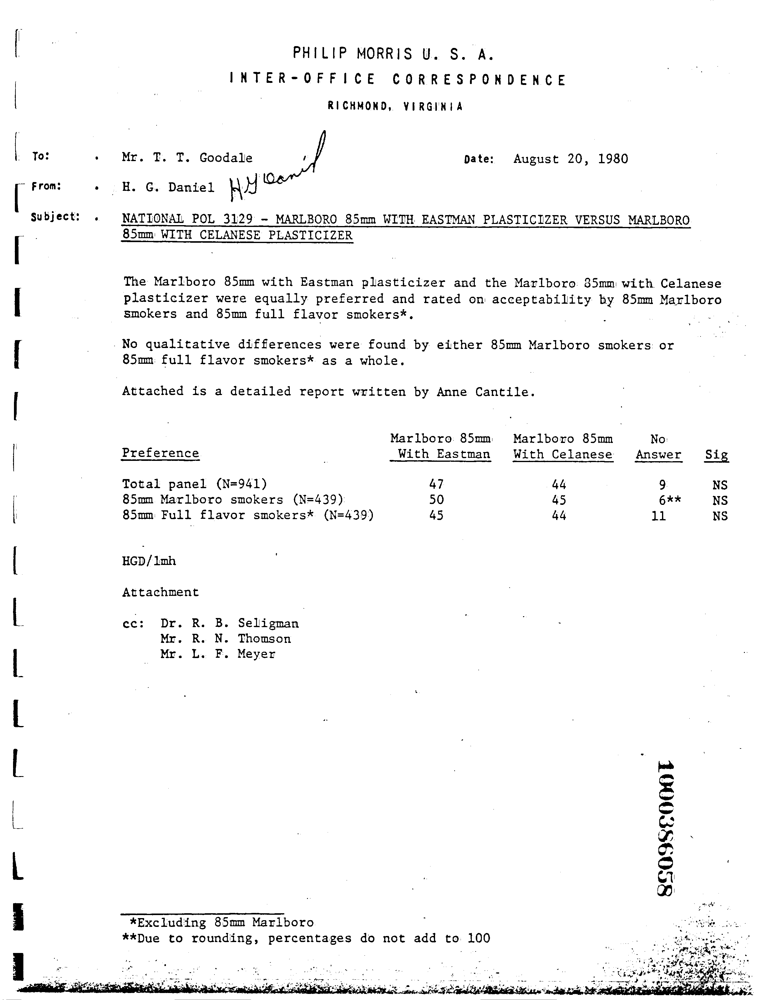 PHILIP MORRIS U. S. A.
INTER-OFFICE CORRESPONDENCE
RICHMOND, VIRGINIA
To: . Mr. T. T. Goodale Date: August 20, 1980
From: . H. G. Daniel HG Daniel
Subject: . NATIONAL POL 3129 - MARLBORO 85mm WITH EASTMAN PLASTICIZER VERSUS MARLBORO
85mm WITH CELANESE PLASTICIZER
The Marlboro 85mm with Eastman plasticizer and the Marlboro 85mm with Celanese
plasticizer were equally preferred and rated on acceptability by 85mm Marlboro
smokers and 85mm full flavor smokers*.
No qualitative differences were found by either 85mm Marlboro smokers or
85mm full flavor smokers* as a whole.
Attached is a detailed report written by Anne Cantile.
Marlboro 85mm Marlboro 85mm No
Preference With Eastman With Celanese Answer Sig
Total panel (N=941) 47 44 9 NS
85mm Marlboro smokers (N=439) 50 45 6** NS
85mm Full flavor smokers* (N=439) 45 44 11 NS
HGD/lmh
Attachment
cc: Dr. R. B. Seligman
Mr. R. N. Thomson
Mr. L. F. Meyer
1000386058
*Excluding 85mm Marlboro
**Due to rounding, percentages do not add to 100